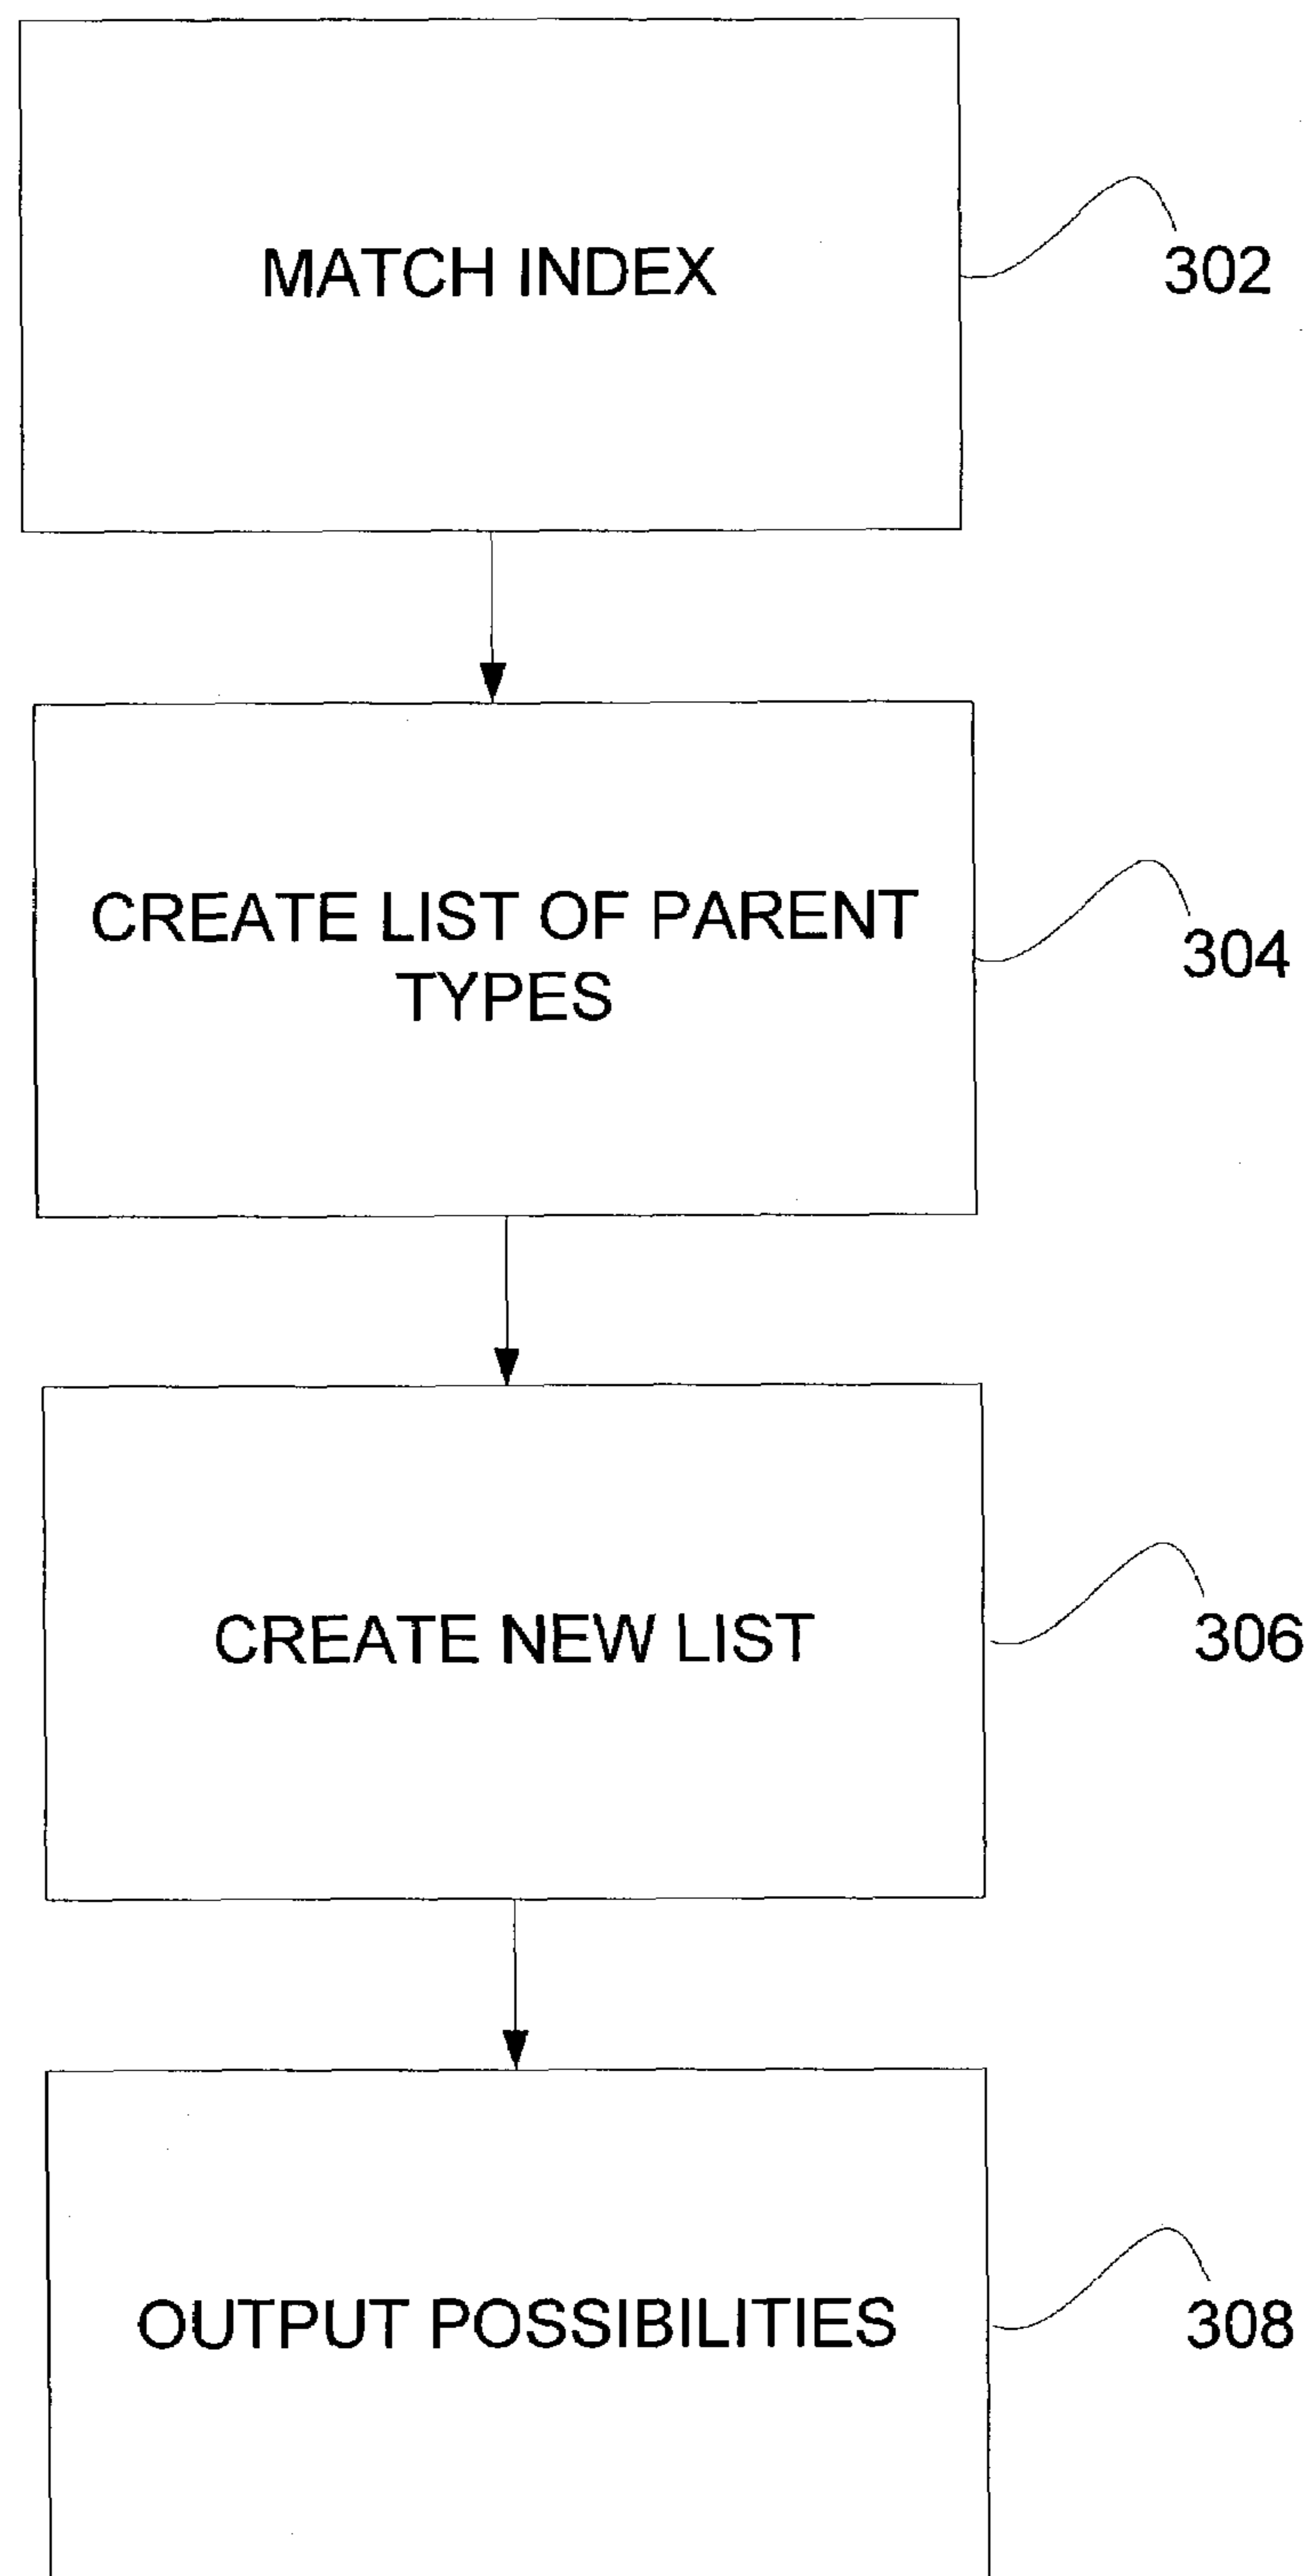 MATCH INDEX
302
CREATE LIST OF PARENT
TYPES
304
CREATE NEW LIST
306
OUTPUT POSSIBILITIES
308